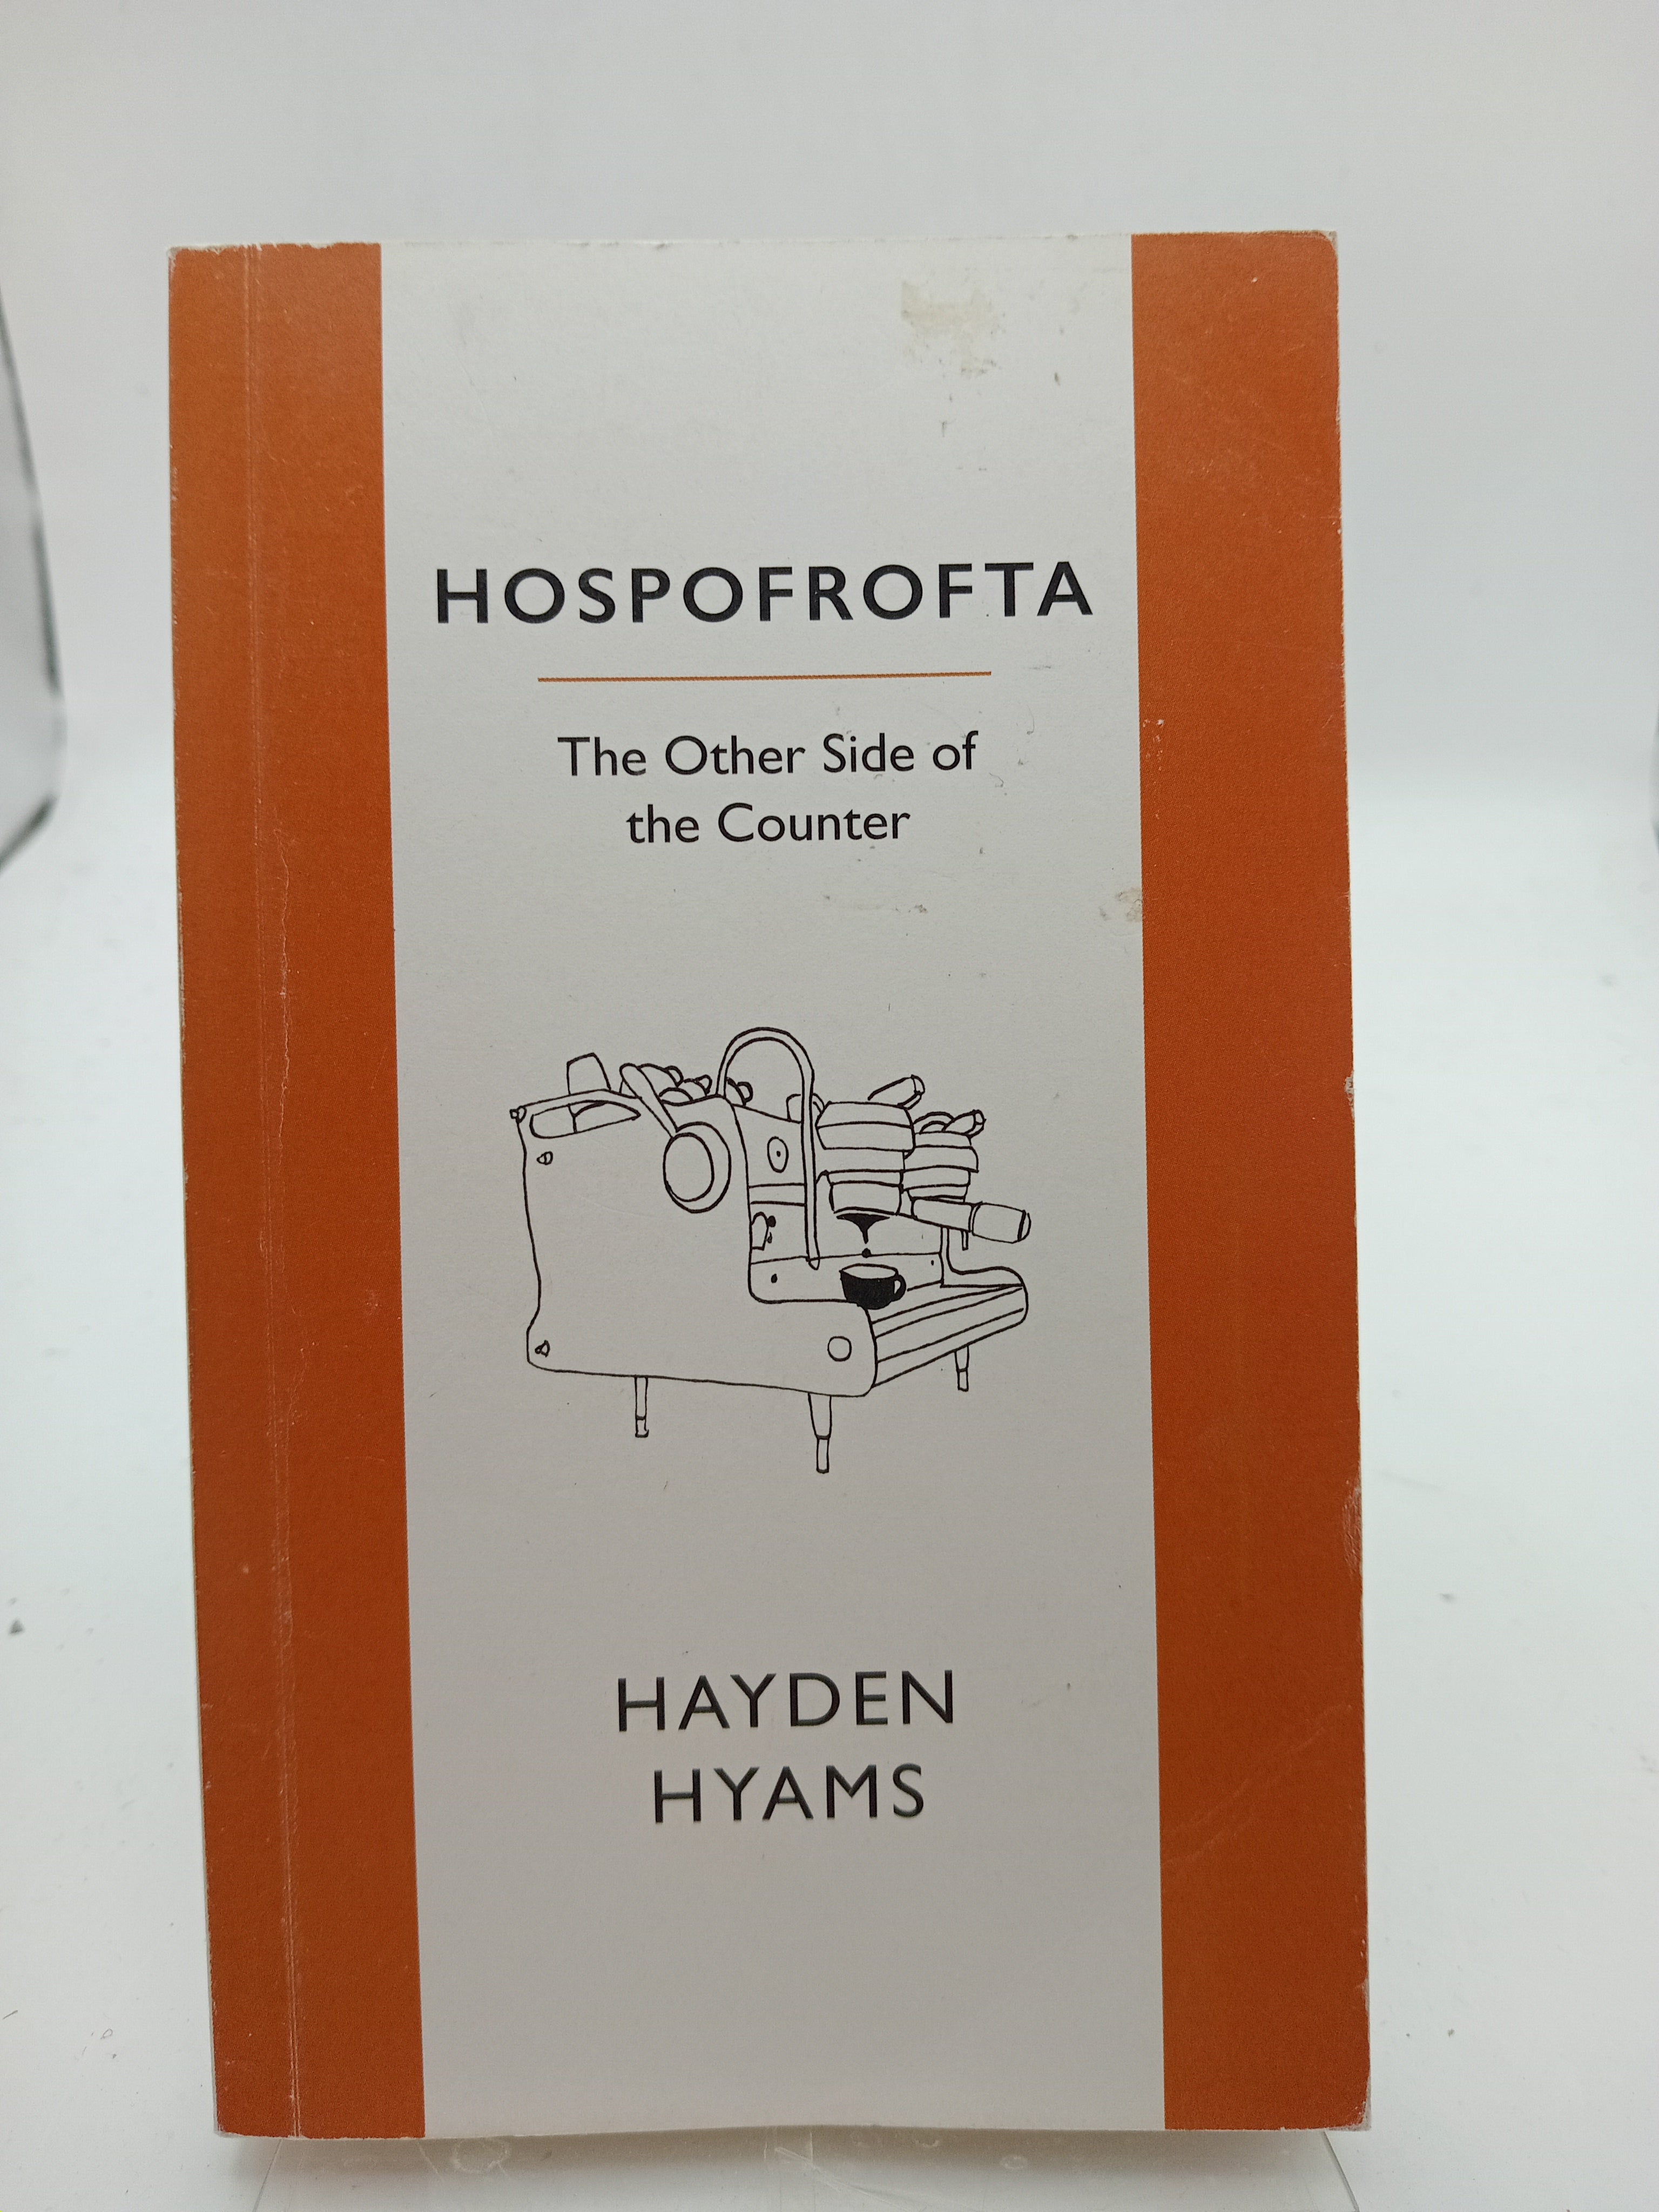 HOSPOFROFTA
The Other Side of
the Counter
HAYDEN
HYAMS